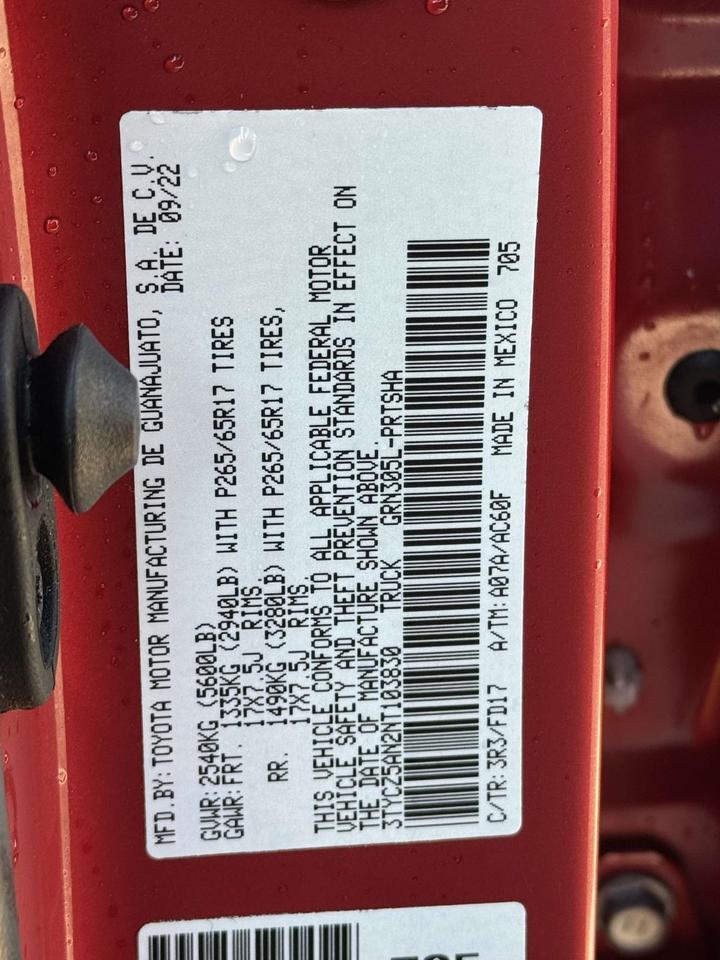 MFD.BY:TOYOTA MOTOR MANUFACTURING DE GUANAJUATO, S.A. DE C.V.
DATE: 09/22
GVWR:2540KG (5600LB)
GAWR:FRT. 1335KG (2940LB) WITH P265/65R17 TIRES
17X7.5J RIMS.
RR. 1490KG (3280LB) WITH P265/65R17 TIRES,
17X7.5J RIMS.
THIS VEHICLE CONFORMS TO ALL APPLICABLE FEDERAL MOTOR
VEHICLE SAFETY AND THEFT PREVENTION STANDARDS IN EFFECT ON
THE DATE OF MANUFACTURE SHOWN ABOVE.
3TYCZ5AN2NT103830 TRUCK GRN305L-PRTSHA
C/TR:3R3/FD17 A/TM:A07A/AC60F MADE IN MEXICO 705